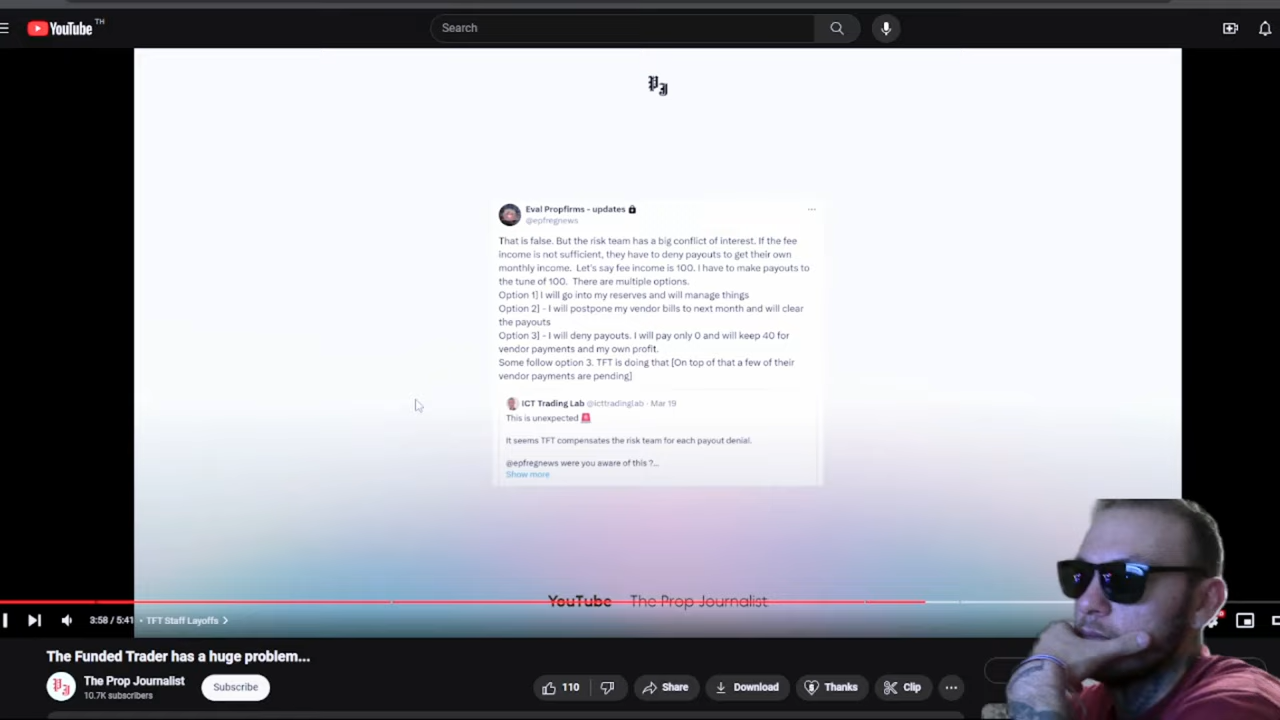 YouTube TH
Search
Eval Propfirms - updates
@epfregnews
That is false. But the risk team has a big conflict of interest. If the fee
income is not sufficient, they have to deny payouts to get their own
monthly income. Let's say fee income is 100. I have to make payouts to
the tune of 100. There are multiple options.
Option 1] I will go into my reserves and will manage things
Option 2] - I will postpone my vendor bills to next month and will clear
the payouts
Option 3] - I will deny payouts. I will pay only 0 and will keep 40 for
vendor payments and my own profit.
Some follow option 3. TFT is doing that [On top of that a few of their
vendor payments are pending]
ICT Trading Lab @icttradinglab · Mar 19
This is unexpected 🚨
It seems TFT compensates the risk team for each payout denial.
@epfregnews were you aware of this ?...
Show more
YouTube The Prop Journalist
3:58 / 5:41 • TFT Staff Layoffs >
The Funded Trader has a huge problem...
The Prop Journalist
10.7K subscribers
Subscribe
110
Share
Download
Thanks
Clip